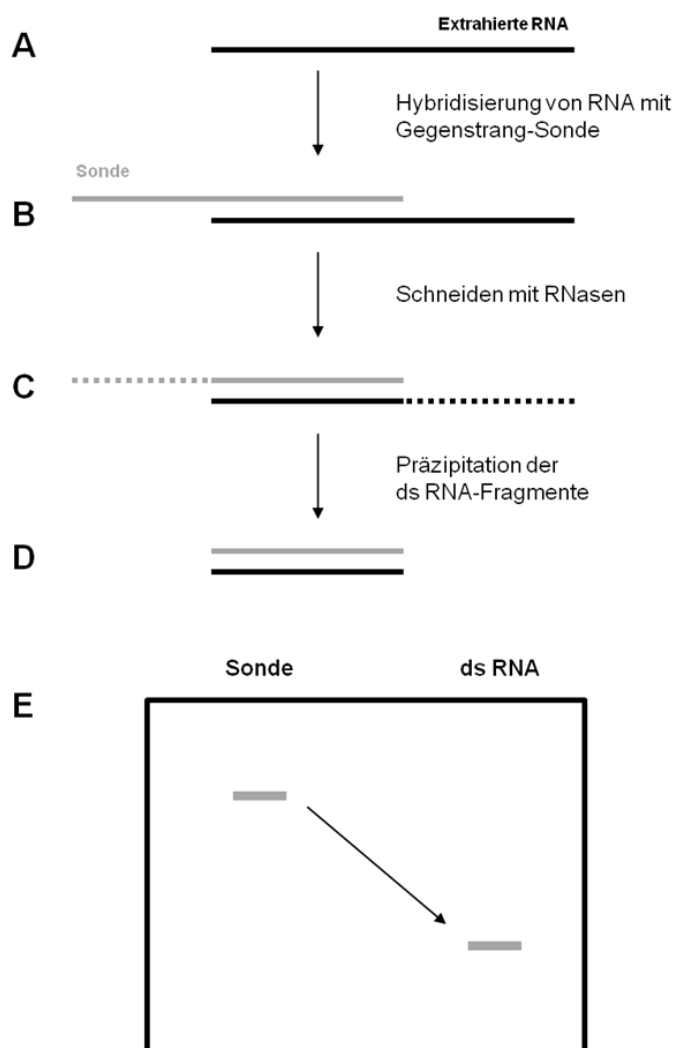 Extrahierte RNA
A
Hybridisierung von RNA mit
Gegenstrang-Sonde
Sonde
B
Schneiden mit RNasen
C
Präzipitation der
ds RNA-Fragmente
D
Sonde ds RNA
E